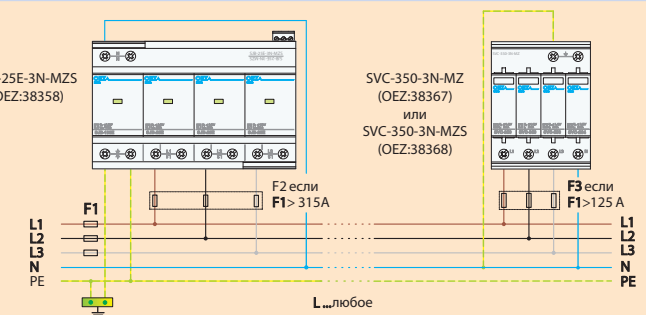 -25E-3N-MZS
OEZ:38358)
SVC-350-3N-MZ
(OEZ:38367)
или
SVC-350-3N-MZS
(OEZ:38368)
F2 если
F1> 315A
F3 если
F1>125 A
F1
L1
L2
L3
N
PE
L1
L2
L3
N
PE
L ...любое